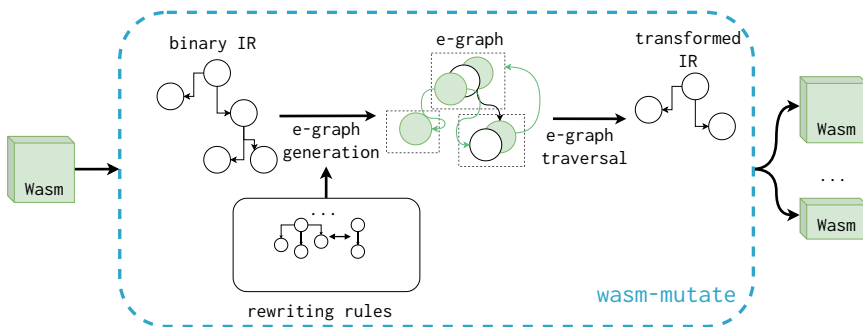 binary IR
e-graph
transformed
IR
e-graph
generation
e-graph
traversal
Wasm
Wasm
...
Wasm
...
rewriting rules
wasm-mutate